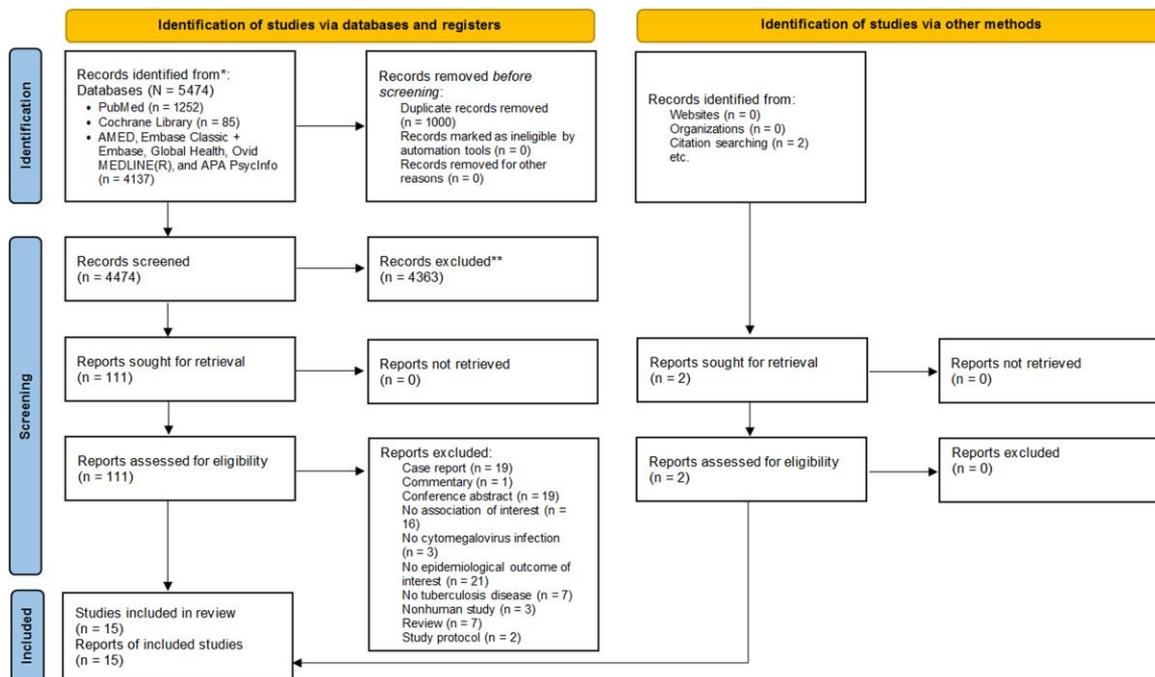 Identification of studies via databases and registers
Identification of studies via other methods
Identification
Records identified from*:
Databases (N = 5474)
• PubMed (n = 1252)
• Cochrane Library (n = 85)
• AMED, Embase Classic +
Embase, Global Health, Ovid
MEDLINE(R), and APA PsycInfo
(n = 4137)
Records removed before
screening:
Duplicate records removed
(n = 1000)
Records marked as ineligible by
automation tools (n = 0)
Records removed for other
reasons (n = 0)
Records identified from:
Websites (n = 0)
Organizations (n = 0)
Citation searching (n = 2)
etc.
Screening
Records screened
(n = 4474)
Records excluded**
(n = 4363)
Reports sought for retrieval
(n = 111)
Reports not retrieved
(n = 0)
Reports sought for retrieval
(n = 2)
Reports not retrieved
(n = 0)
Reports assessed for eligibility
(n = 111)
Reports excluded:
Case report (n = 19)
Commentary (n = 1)
Conference abstract (n = 19)
No association of interest (n =
16)
No cytomegalovirus infection
(n = 3)
No epidemiological outcome of
interest (n = 21)
No tuberculosis disease (n = 7)
Nonhuman study (n = 3)
Review (n = 7)
Study protocol (n = 2)
Reports assessed for eligibility
(n = 2)
Reports excluded
(n = 0)
Included
Studies included in review
(n = 15)
Reports of included studies
(n = 15)